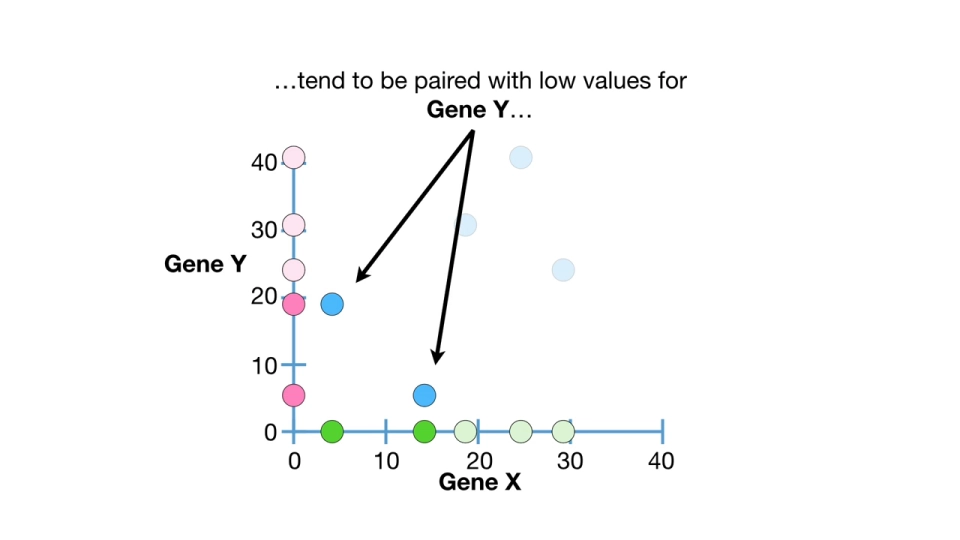 …tend to be paired with low values for
Gene Y…
40
30
Gene Y
20
10
0
0 10 20 30 40
Gene X